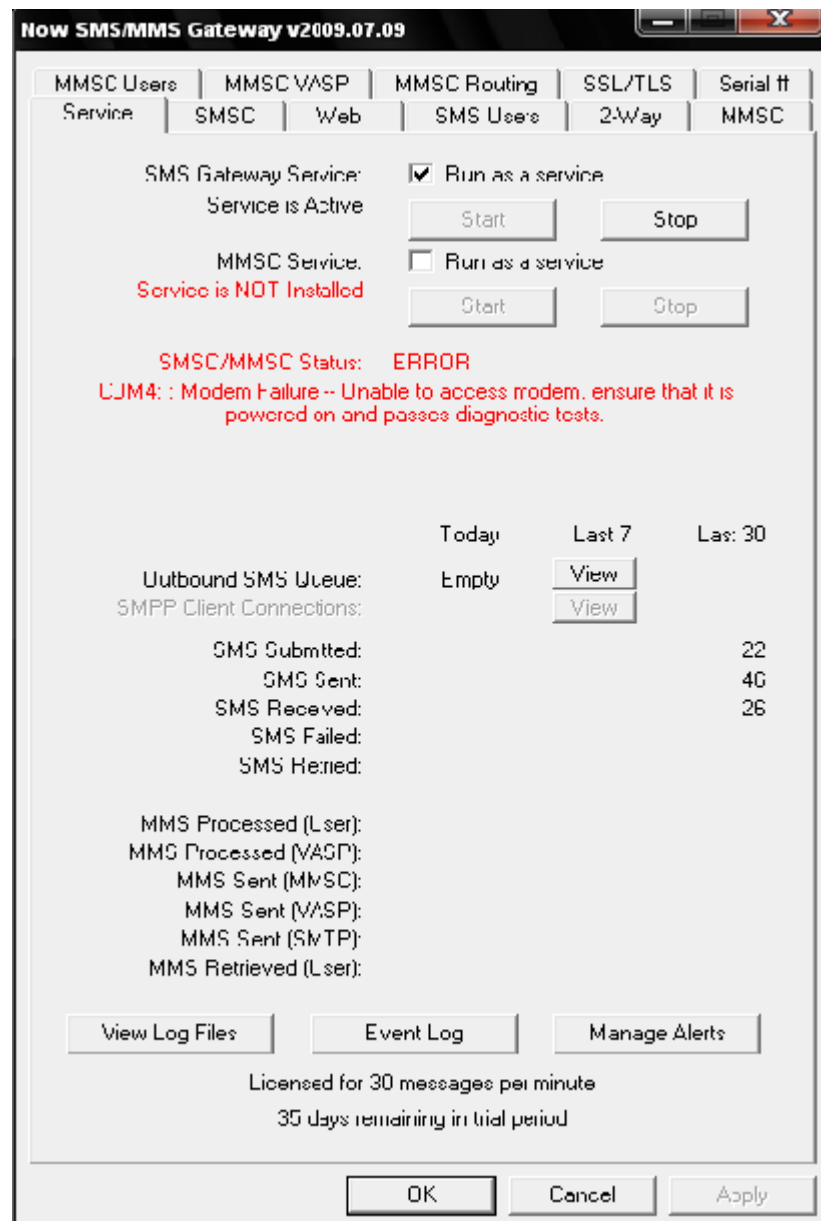 Now SMS/MMS Gateway v2009.07.09
MMSC Users MMSC VASP MMSC Routing SSL/TLS Serial #
Service SMSC Web SMS Users 2-Way MMSC
SMS Gateway Service: Run as a service
Service is Active Start Stop
MMSC Service: Run as a service
Service is NOT Installed Start Stop
SMSC/MMSC Status: ERROR
COM4: : Modem Failure -- Unable to access modem, ensure that it is
powered on and passes diagnostic tests.
Today Last 7 Last 30
Outbound SMS Queue: Empty View
SMPP Client Connections: View
SMS Submitted: 22
SMS Sent:
SMS Received: 26
SMS Failed:
SMS Retried:
MMS Processed (User):
MMS Processed (VASP):
MMS Sent (MMSC):
MMS Sent (VASP):
MMS Sent (SMTP):
MMS Retrieved (User):
View Log Files Event Log Manage Alerts
Licensed for 30 messages per minute
35 days remaining in trial period
OK Cancel Apply